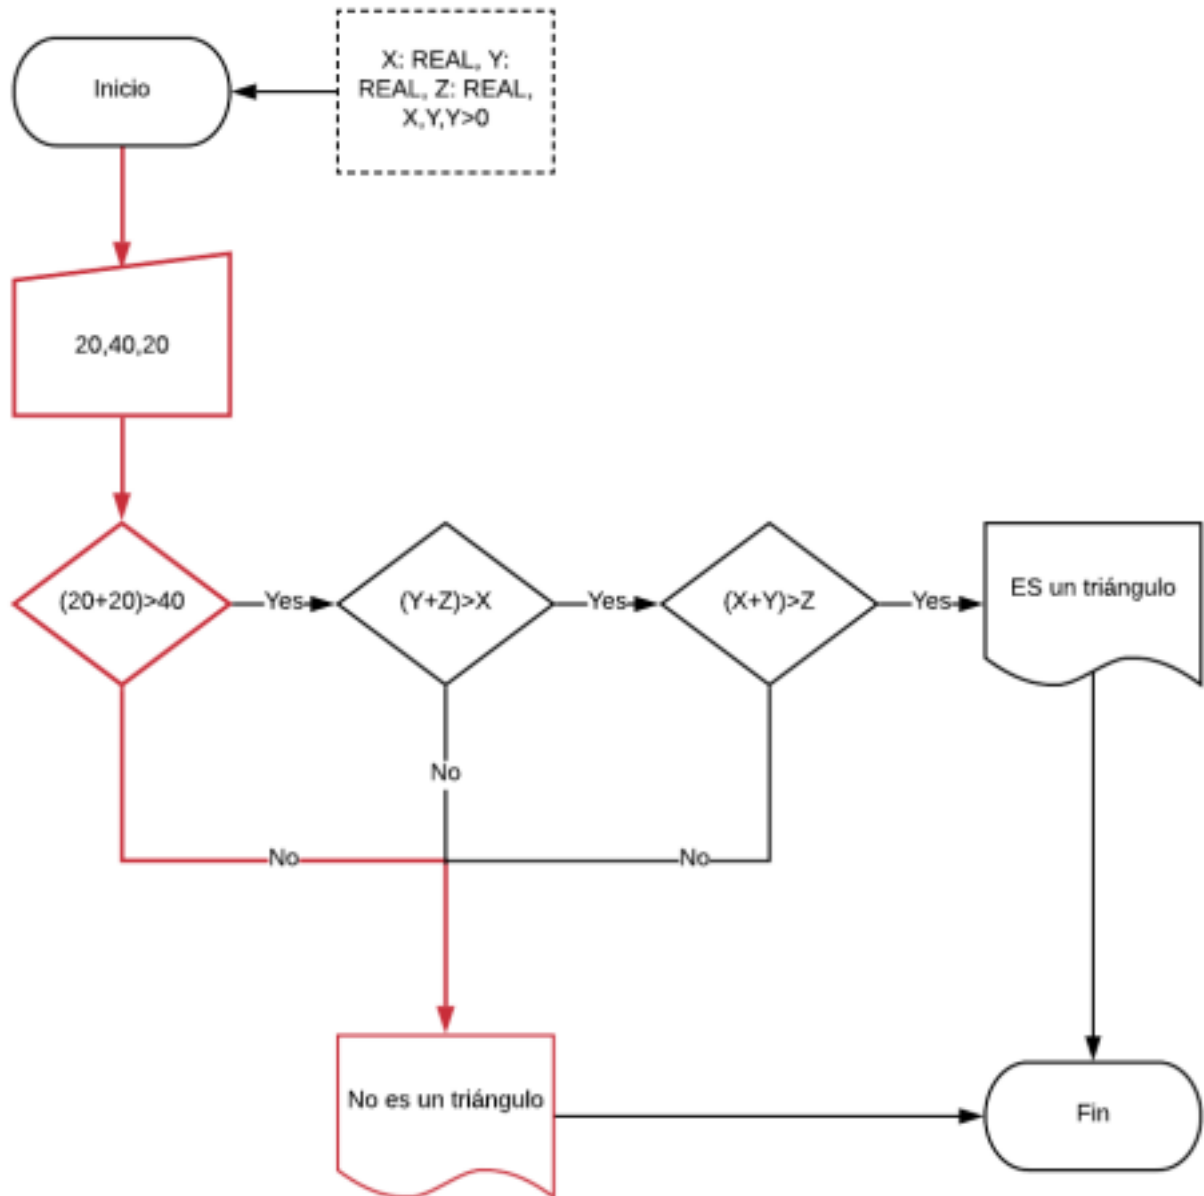 Inicio
X: REAL, Y:
REAL, Z: REAL,
X,Y,Y>0
20,40,20
(20+20)>40
Yes
(Y+Z)>X
Yes
(X+Y)>Z
Yes
ES un triángulo
No
No
No
No es un triángulo
Fin